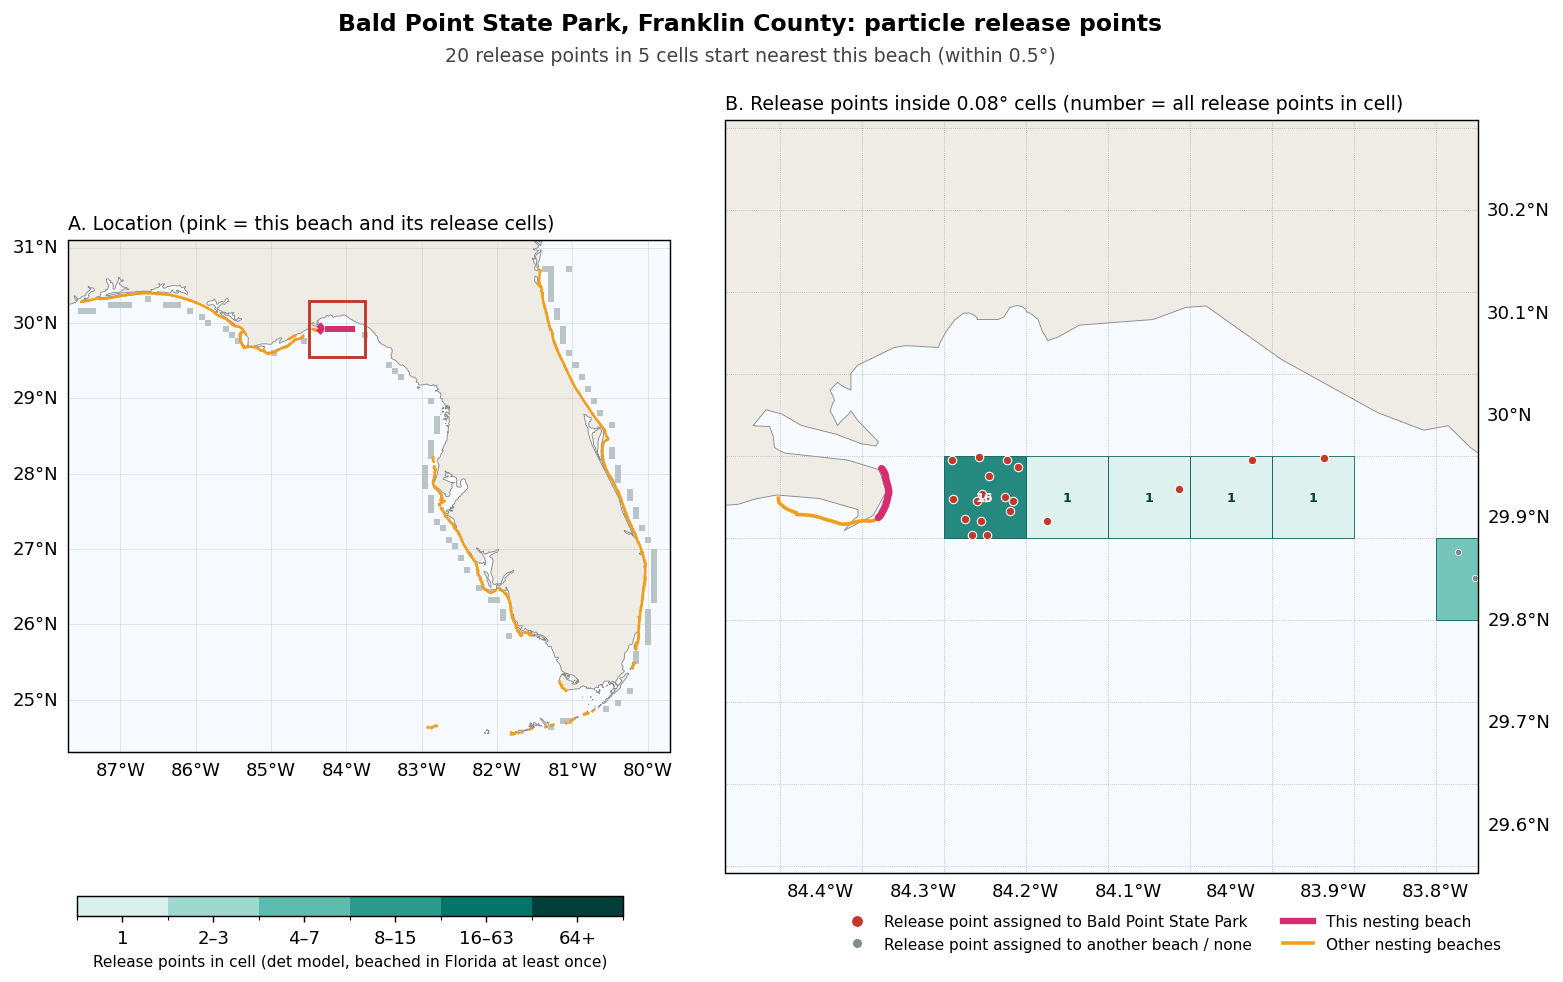 Bald Point State Park, Franklin County: particle release points
20 release points in 5 cells start nearest this beach (within 0.5°)
A. Location (pink = this beach and its release cells)
31°N
30°N
29°N
28°N
27°N
26°N
25°N
87°W 86°W 85°W 84°W 83°W 82°W 81°W 80°W
1 2–3 4–7 8–15 16–63 64+
Release points in cell (det model, beached in Florida at least once)
B. Release points inside 0.08° cells (number = all release points in cell)
16 1 1 1 1
30.2°N
30.1°N
30°N
29.9°N
29.8°N
29.7°N
29.6°N
84.4°W 84.3°W 84.2°W 84.1°W 84°W 83.9°W 83.8°W
Release point assigned to Bald Point State Park
Release point assigned to another beach / none
This nesting beach
Other nesting beaches